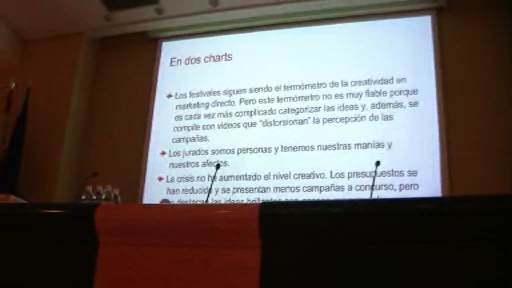 En dos charts
Los festivales siguen siendo el termómetro de la creatividad en
marketing directo. Pero este termómetro no es muy fiable porque
es cada vez más complicado categorizar las ideas y, además, se
compite con videos que "distorsionan" la percepción de las
campañas.
Los jurados somos personas y tenemos nuestras manías y
nuestros afectos.
La crisis no ha aumentado el nivel creativo. Los presupuestos se
han reducido y se presentan menos campañas a concurso, pero
las ideas